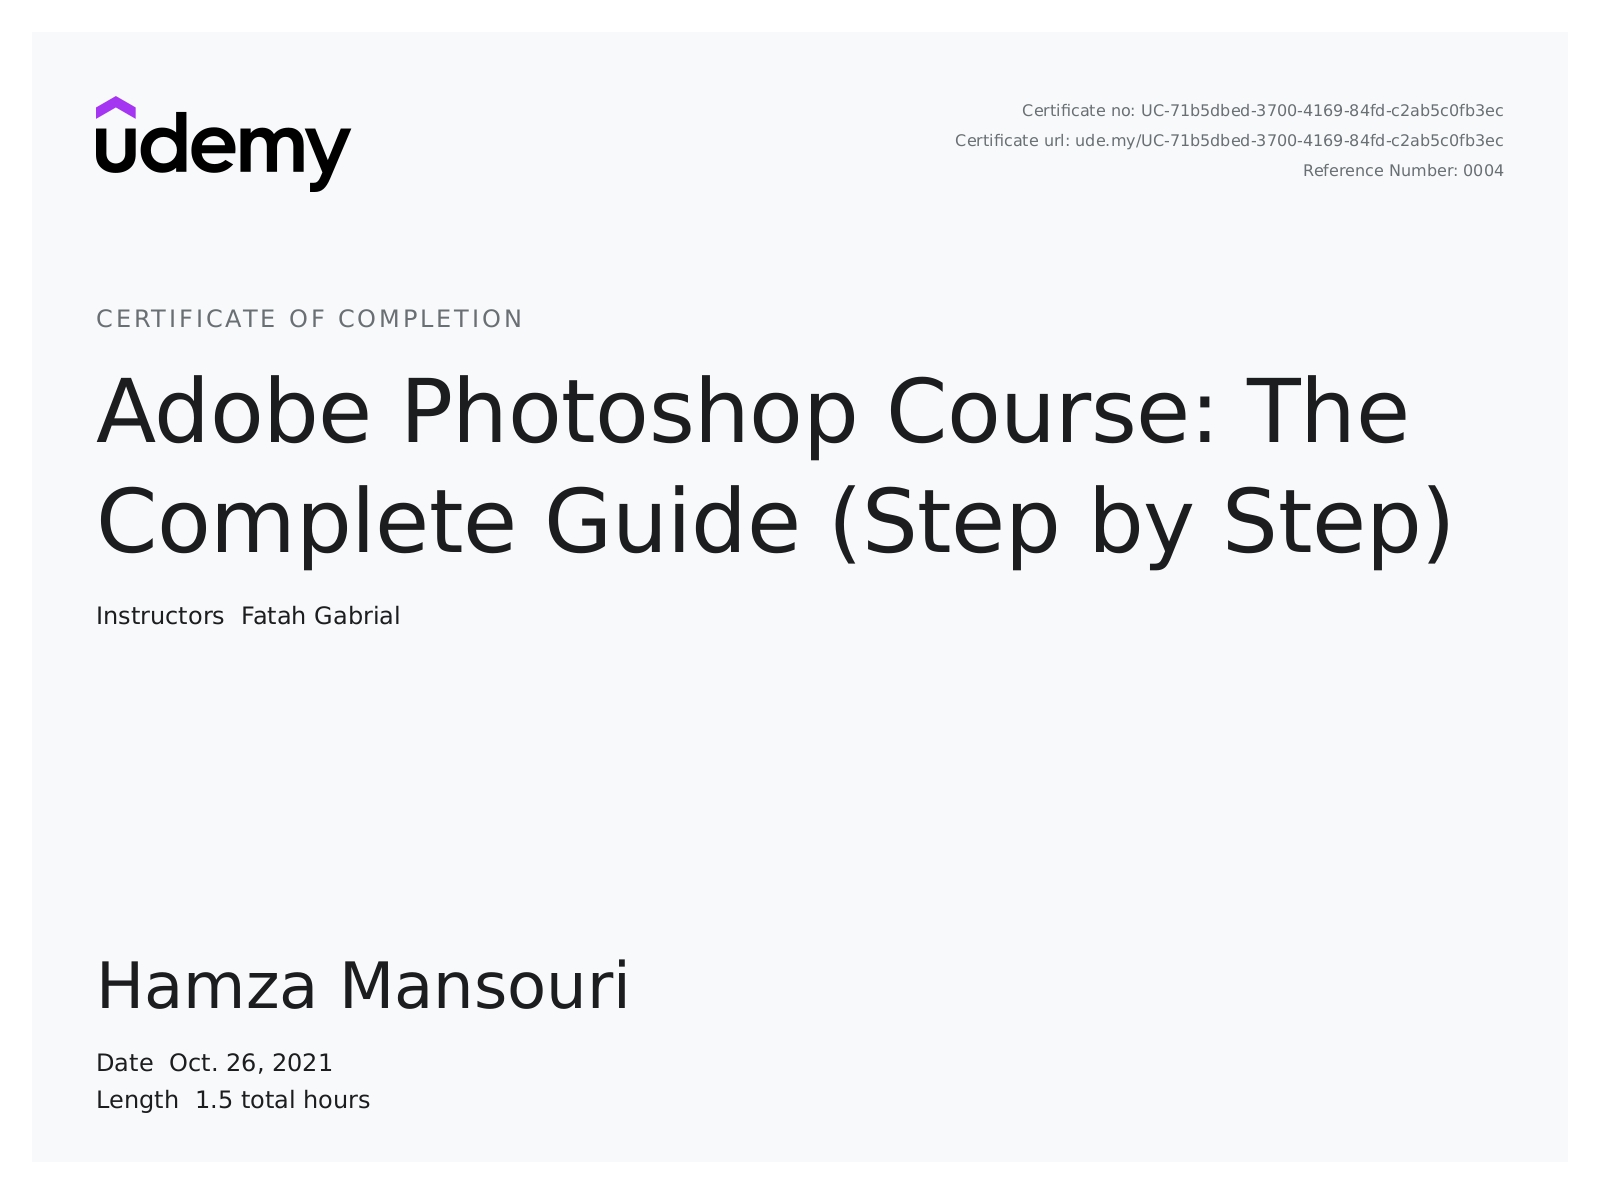 udemy
Certificate no: UC-71b5dbed-3700-4169-84fd-c2ab5c0fb3ec
Certificate url: ude.my/UC-71b5dbed-3700-4169-84fd-c2ab5c0fb3ec
Reference Number: 0004
CERTIFICATE OF COMPLETION
Adobe Photoshop Course: The
Complete Guide (Step by Step)
Instructors Fatah Gabrial
Hamza Mansouri
Date Oct. 26, 2021
Length 1.5 total hours